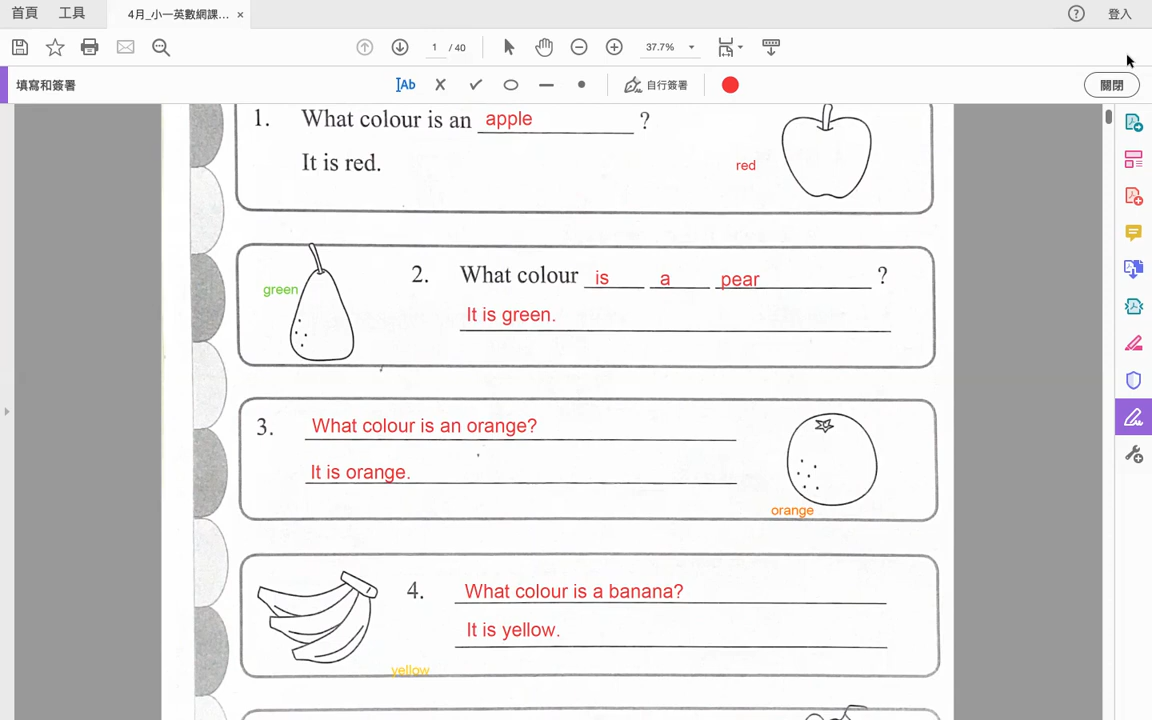 首頁 工具 4月_小一英數網課... × 登入
1 / 40 37.7%
填寫和簽署 Ab 自行簽署 關閉
1. What colour is an apple ?
It is red.
red
green
2. What colour is a pear ?
It is green.
3. What colour is an orange?
It is orange.
orange
4. What colour is a banana?
It is yellow.
yellow